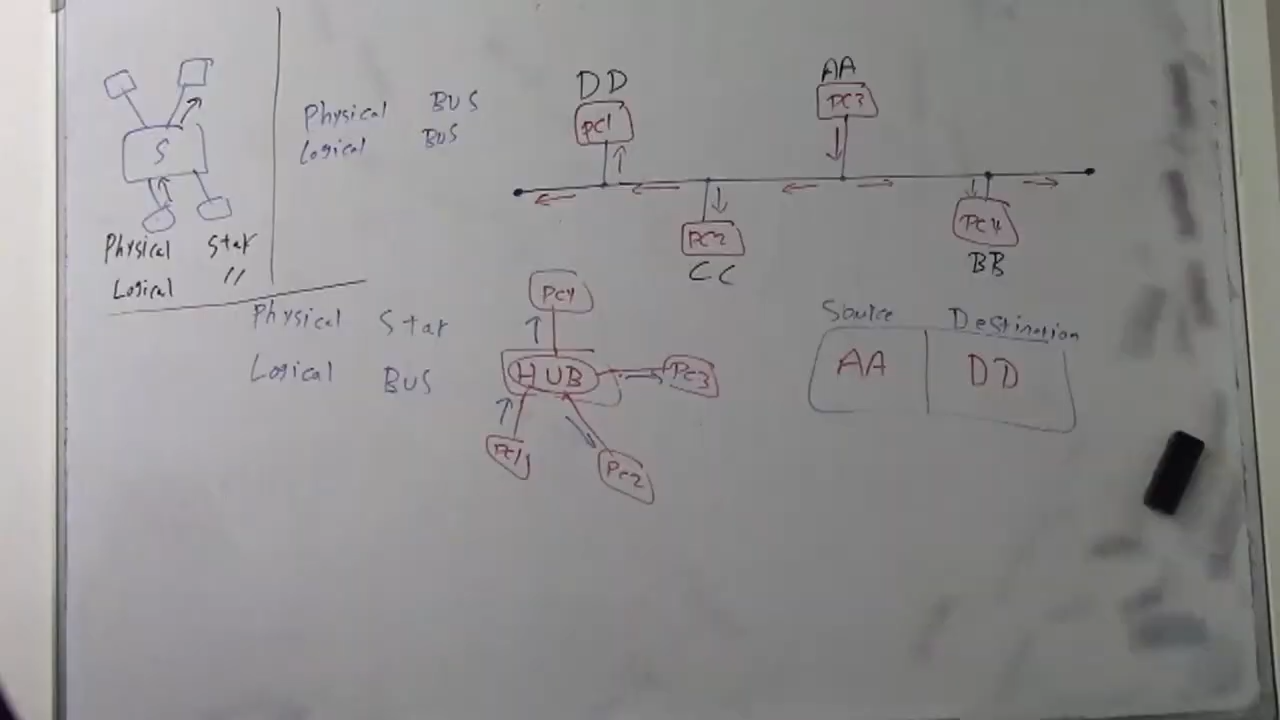 S
Physical Star
Logical //
Physical BUS
Logical BUS
DD
PC1
AA
PC3
PC2
CC
PC4
BB
Physical Star
Logical BUS
PC4
HUB
PC3
PC1
PC2
Source Destination
AA DD